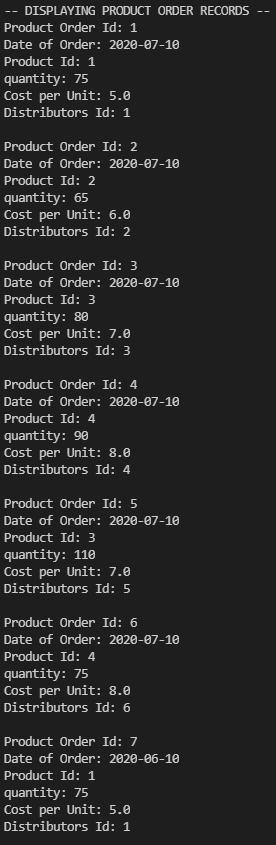 -- DISPLAYING PRODUCT ORDER RECORDS --
Product Order Id: 1
Date of Order: 2020-07-10
Product Id: 1
quantity: 75
Cost per Unit: 5.0
Distributors Id: 1

Product Order Id: 2
Date of Order: 2020-07-10
Product Id: 2
quantity: 65
Cost per Unit: 6.0
Distributors Id: 2

Product Order Id: 3
Date of Order: 2020-07-10
Product Id: 3
quantity: 80
Cost per Unit: 7.0
Distributors Id: 3

Product Order Id: 4
Date of Order: 2020-07-10
Product Id: 4
quantity: 90
Cost per Unit: 8.0
Distributors Id: 4

Product Order Id: 5
Date of Order: 2020-07-10
Product Id: 3
quantity: 110
Cost per Unit: 7.0
Distributors Id: 5

Product Order Id: 6
Date of Order: 2020-07-10
Product Id: 4
quantity: 75
Cost per Unit: 8.0
Distributors Id: 6

Product Order Id: 7
Date of Order: 2020-06-10
Product Id: 1
quantity: 75
Cost per Unit: 5.0
Distributors Id: 1